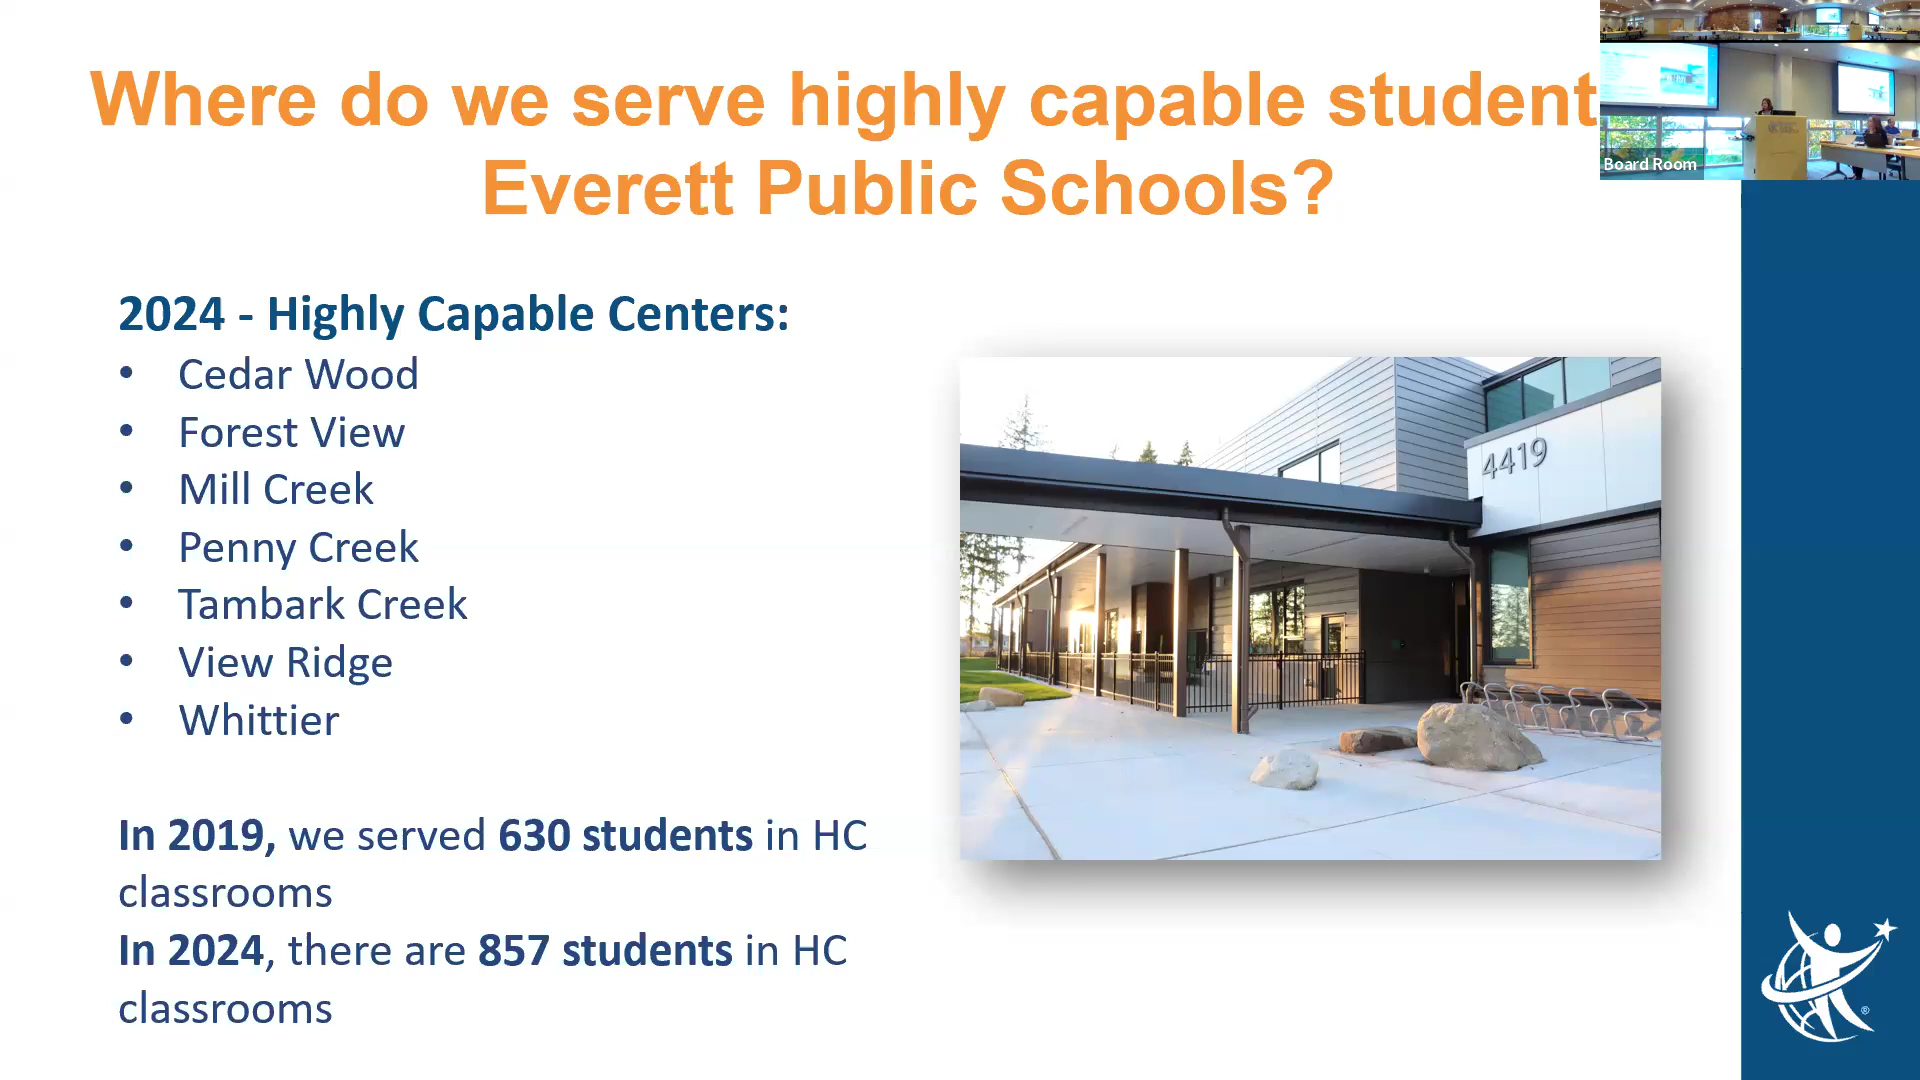 Where do we serve highly capable student
Everett Public Schools?
Board Room
2024 - Highly Capable Centers:
• Cedar Wood
• Forest View
• Mill Creek
• Penny Creek
• Tambark Creek
• View Ridge
• Whittier
4419
In 2019, we served 630 students in HC
classrooms
In 2024, there are 857 students in HC
classrooms
®